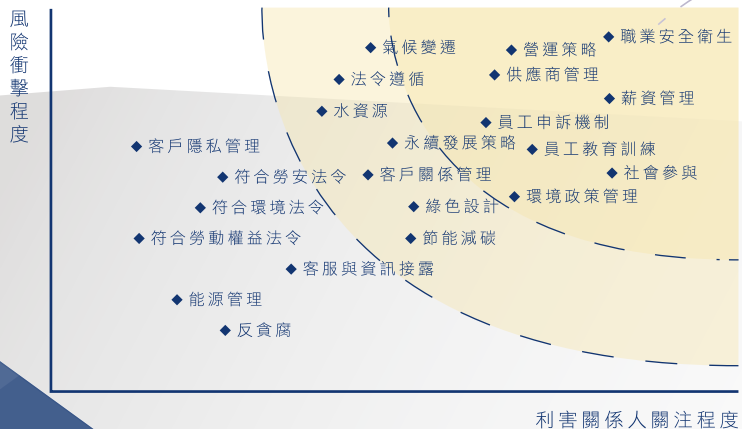 風險衝擊程度
職業安全衛生
氣候變遷
營運策略
供應商管理
法令遵循
薪資管理
水資源
員工申訴機制
永續發展策略
員工教育訓練
客戶隱私管理
社會參與
客戶關係管理
符合勞安法令
環境政策管理
綠色設計
符合環境法令
節能減碳
符合勞動權益法令
客服與資訊接露
能源管理
反貪腐
利害關係人關注程度